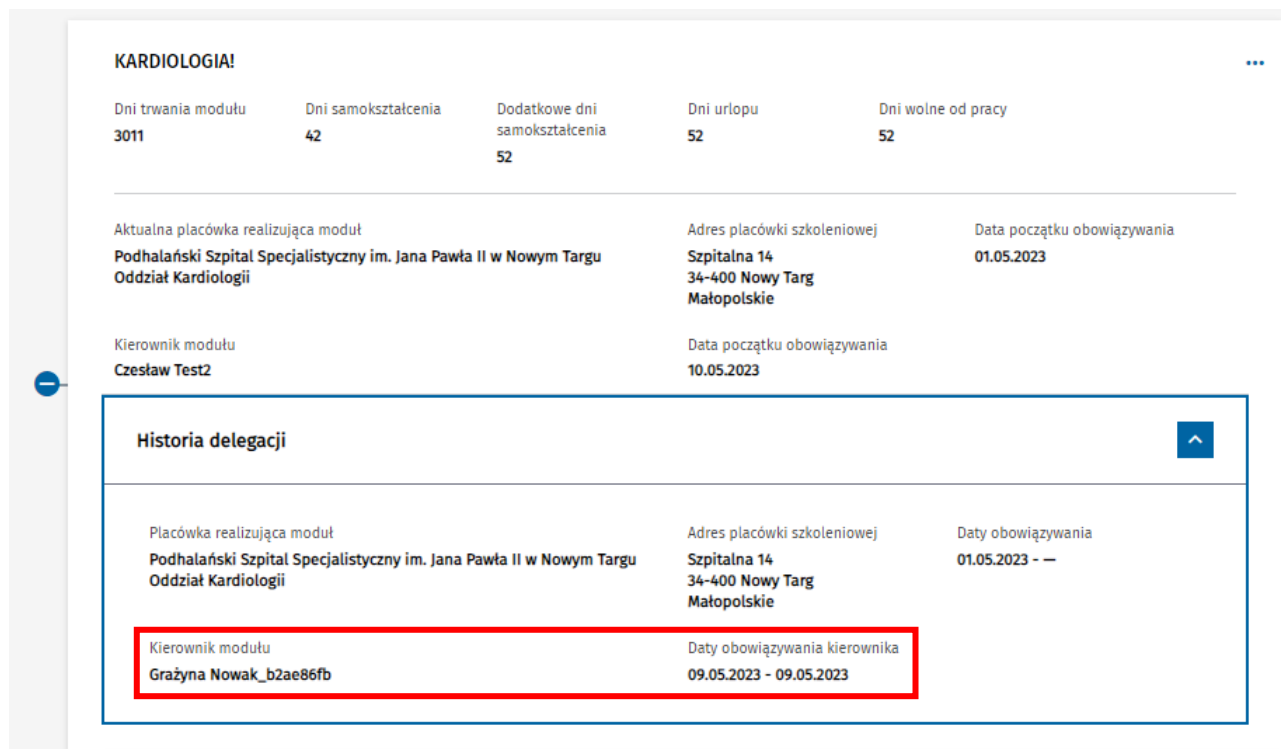 KARDIOLOGIA!
Dni trwania modułu
3011
Dni samokształcenia
42
Dodatkowe dni
samokształcenia
52
Dni urlopu
52
Dni wolne od pracy
52
Aktualna placówka realizująca moduł
Podhalański Szpital Specjalistyczny im. Jana Pawła II w Nowym Targu
Oddział Kardiologii
Adres placówki szkoleniowej
Szpitalna 14
34-400 Nowy Targ
Małopolskie
Data początku obowiązywania
01.05.2023
Kierownik modułu
Czesław Test2
Data początku obowiązywania
10.05.2023
Historia delegacji
Placówka realizująca moduł
Podhalański Szpital Specjalistyczny im. Jana Pawła II w Nowym Targu
Oddział Kardiologii
Adres placówki szkoleniowej
Szpitalna 14
34-400 Nowy Targ
Małopolskie
Daty obowiązywania
01.05.2023 - —
Kierownik modułu
Grażyna Nowak_b2ae86fb
Daty obowiązywania kierownika
09.05.2023 - 09.05.2023